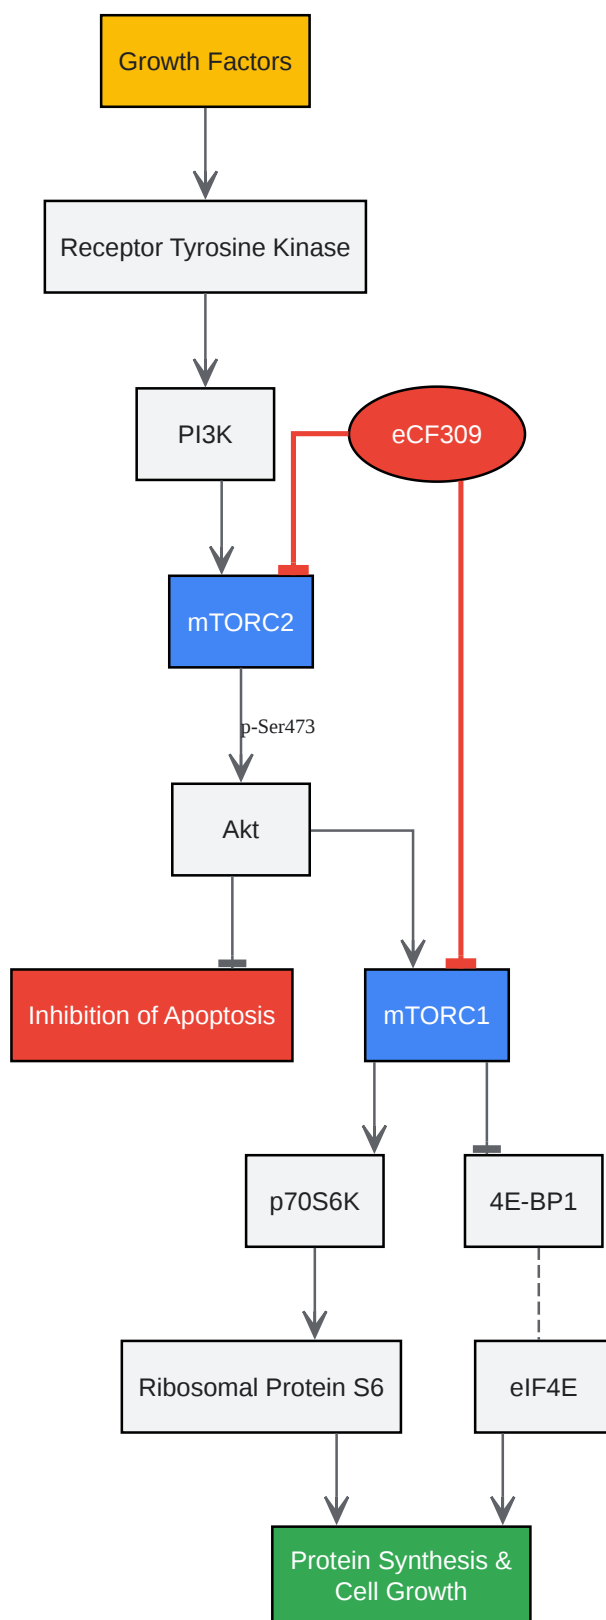 Growth Factors
Receptor Tyrosine Kinase
PI3K
eCF309
mTORC2
p-Ser473
Akt
Inhibition of Apoptosis
mTORC1
p70S6K
4E-BP1
Ribosomal Protein S6
eIF4E
Protein Synthesis &
Cell Growth